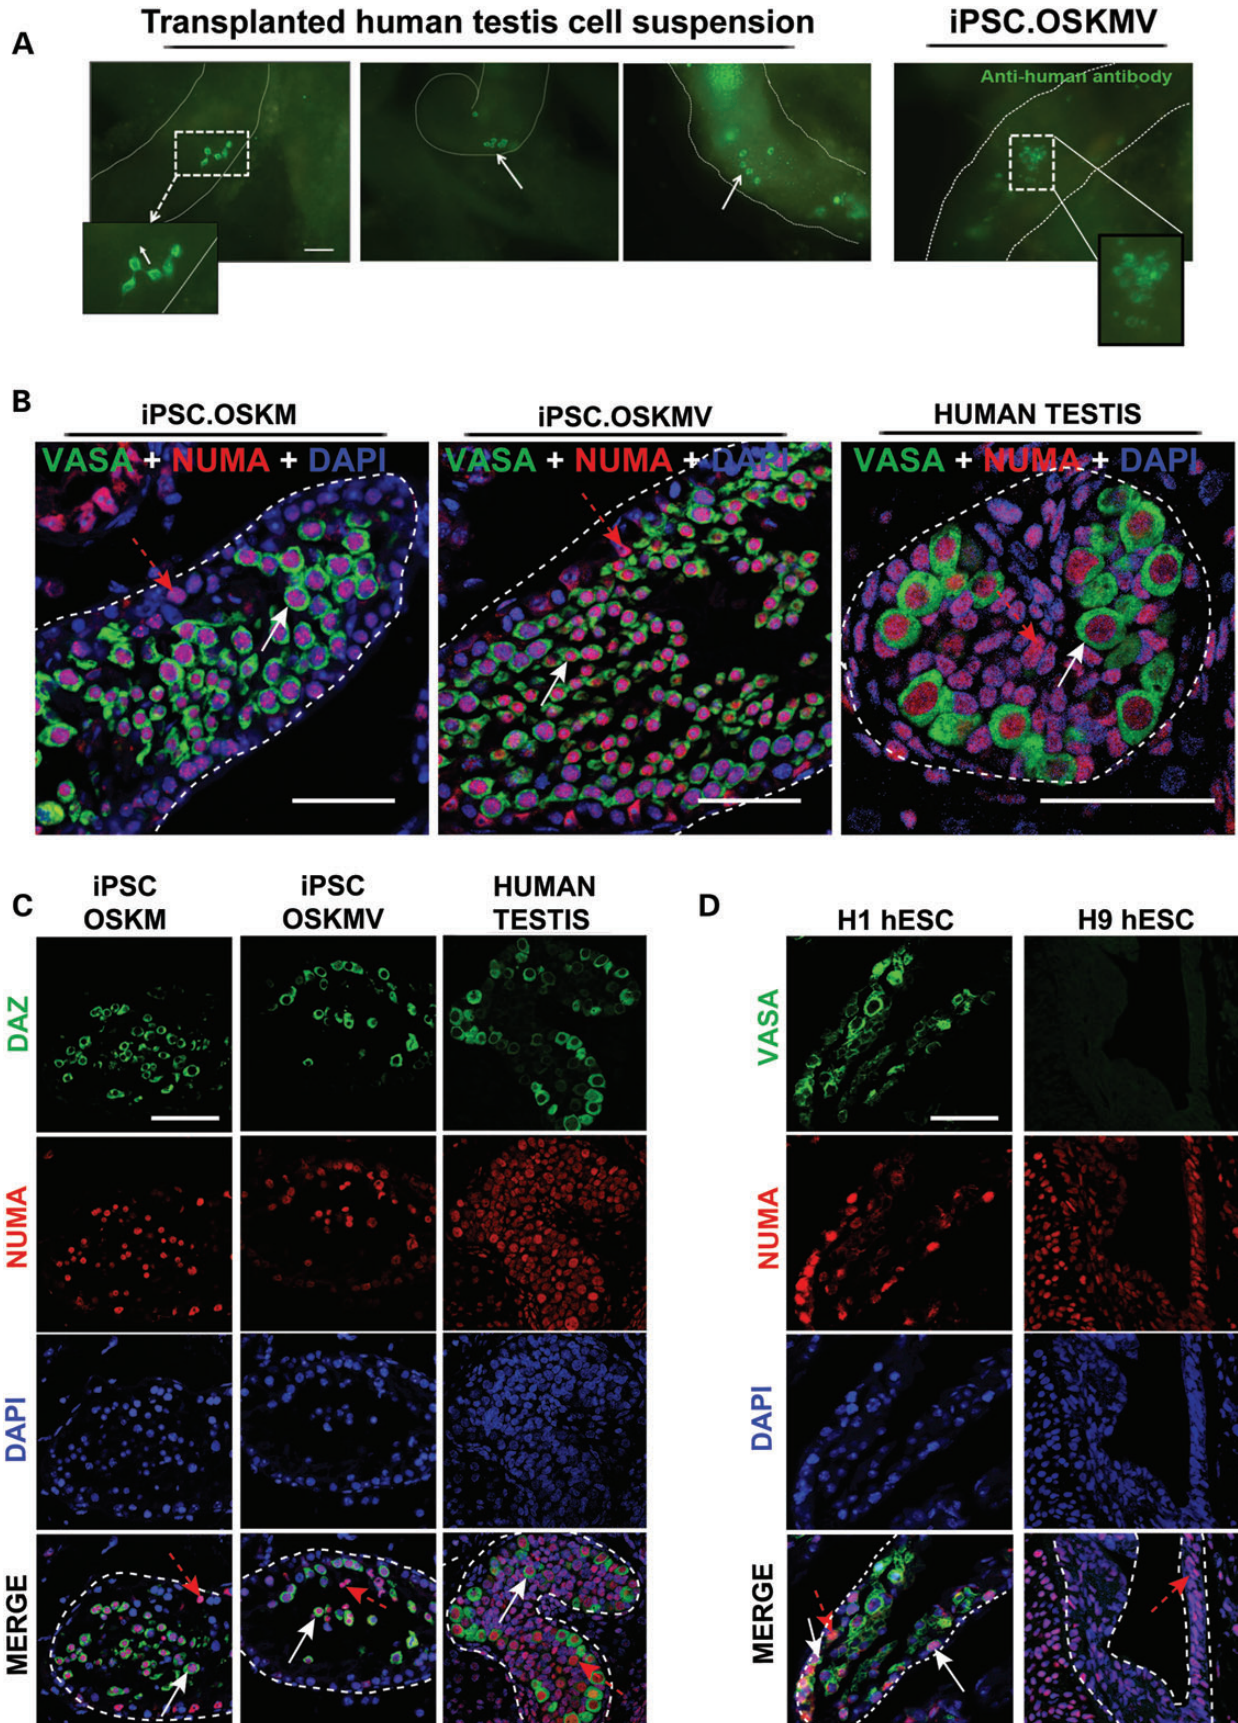 A
Transplanted human testis cell suspension
iPSC.OSKMV
Anti-human antibody
B
iPSC.OSKM
iPSC.OSKMV
HUMAN TESTIS
VASA + NUMA + DAPI
VASA + NUMA + DAPI
VASA + NUMA + DAPI
C
iPSC
OSKM
iPSC
OSKMV
HUMAN
TESTIS
DAZ
NUMA
DAPI
MERGE
D
H1 hESC
H9 hESC
VASA
NUMA
DAPI
MERGE